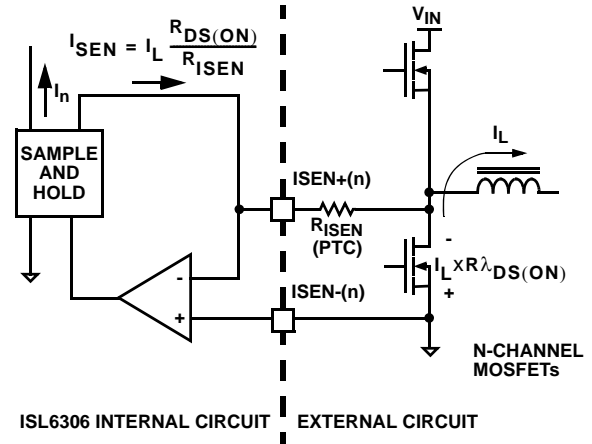 V_IN
I_SEN = I_L R_DS(ON) / R_ISEN
I_n
SAMPLE
AND
HOLD
I_L
ISEN+(n)
R_ISEN
(PTC)
-
I_L x R λ_DS(ON)
+
ISEN-(n)
-
+
N-CHANNEL
MOSFETs
ISL6306 INTERNAL CIRCUIT
EXTERNAL CIRCUIT